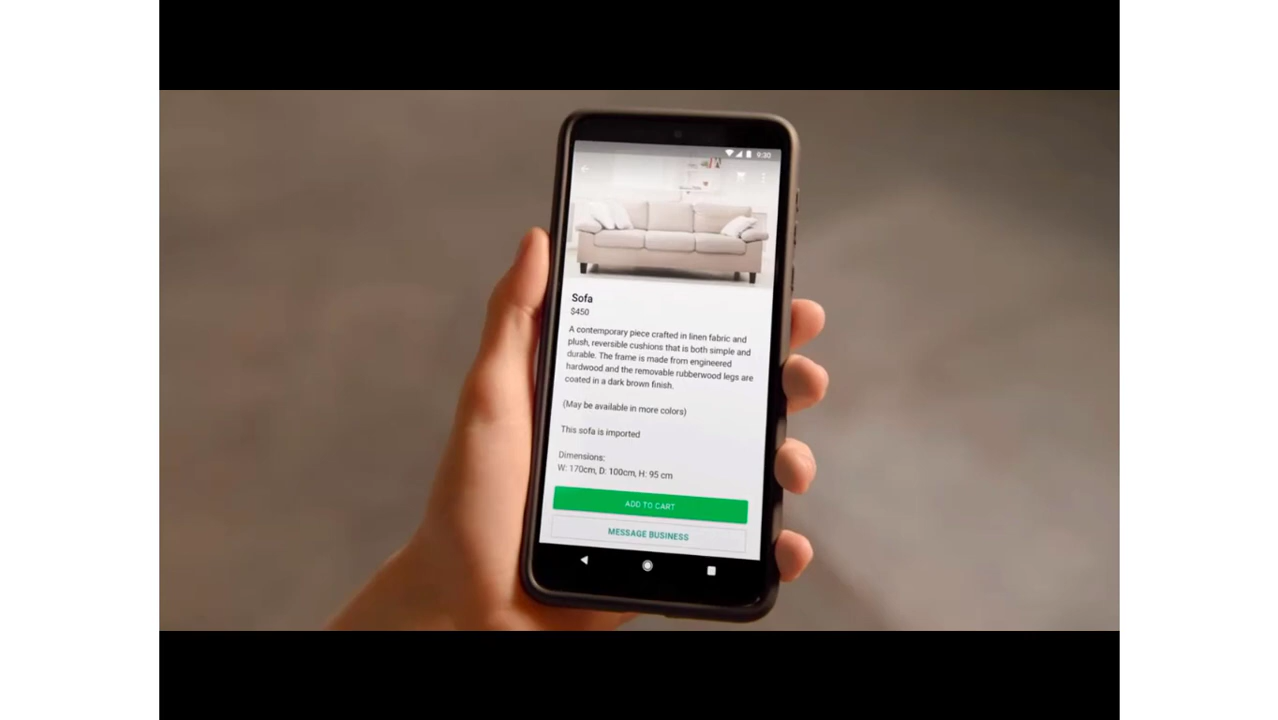 9:30
Sofa
$450
A contemporary piece crafted in linen fabric and
plush, reversible cushions that is both simple and
durable. The frame is made from engineered
hardwood and the removable rubberwood legs are
coated in a dark brown finish.
(May be available in more colors)
This sofa is imported
Dimensions:
W: 170cm, D: 100cm, H: 95 cm
ADD TO CART
MESSAGE BUSINESS